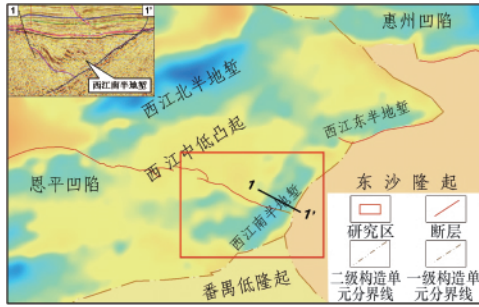 1
1'
西江南半地堑
惠州凹陷
西江北半地堑
西江东半地堑
西江中低凸起
恩平凹陷
1
1'
西江南半地堑
番禺低隆起
东沙隆起
研究区
断层
二级构造单
元分界线
一级构造单
元分界线